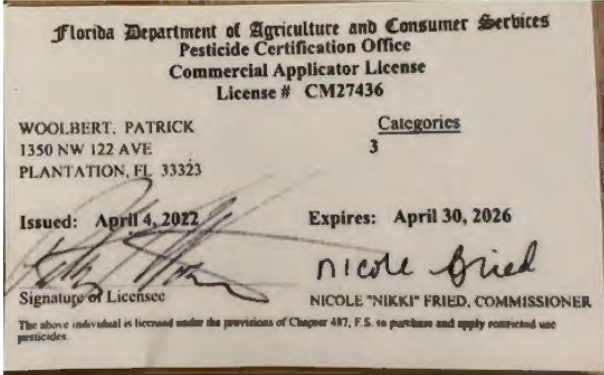 Florida Department of Agriculture and Consumer Services
Pesticide Certification Office
Commercial Applicator License
License # CM27436
WOOLBERT, PATRICK
1350 NW 122 AVE
PLANTATION, FL 33323
Categories
3
Issued: April 4, 2022
Expires: April 30, 2026
Nicole Fried
Signature of Licensee
NICOLE "NIKKI" FRIED, COMMISSIONER
The above individual is licensed under the provisions of Chapter 487, F.S. to purchase and apply restricted use
pesticides.